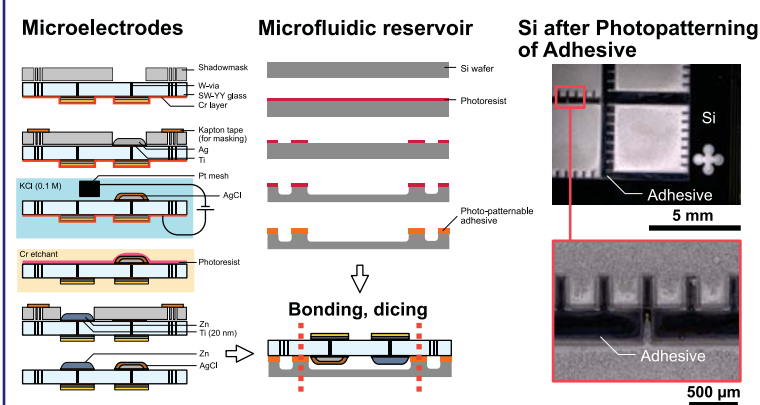 Microelectrodes
Shadowmask
W-via
SW-YY glass
Cr layer
Kapton tape
(for masking)
Ag
Ti
Pt mesh
KCl (0.1 M)
AgCl
Cr etchant
Photoresist
Zn
Ti (20 nm)
Zn
AgCl
Microfluidic reservoir
Si wafer
Photoresist
Photo-patternable
adhesive
Bonding, dicing
Si after Photopatterning
of Adhesive
Si
Adhesive
5 mm
Adhesive
500 µm